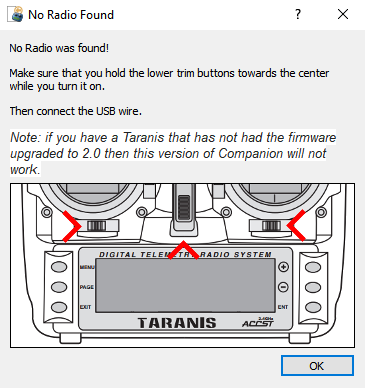 No Radio Found
No Radio was found!
Make sure that you hold the lower trim buttons towards the center
while you turn it on.
Then connect the USB wire.
Note: if you have a Taranis that has not had the firmware
upgraded to 2.0 then this version of Companion will not
work.
DIGITAL TELEMETRY RADIO SYSTEM
MENU
PAGE
EXIT
ENT
TARANIS
2.4GHz
ACCST
OK